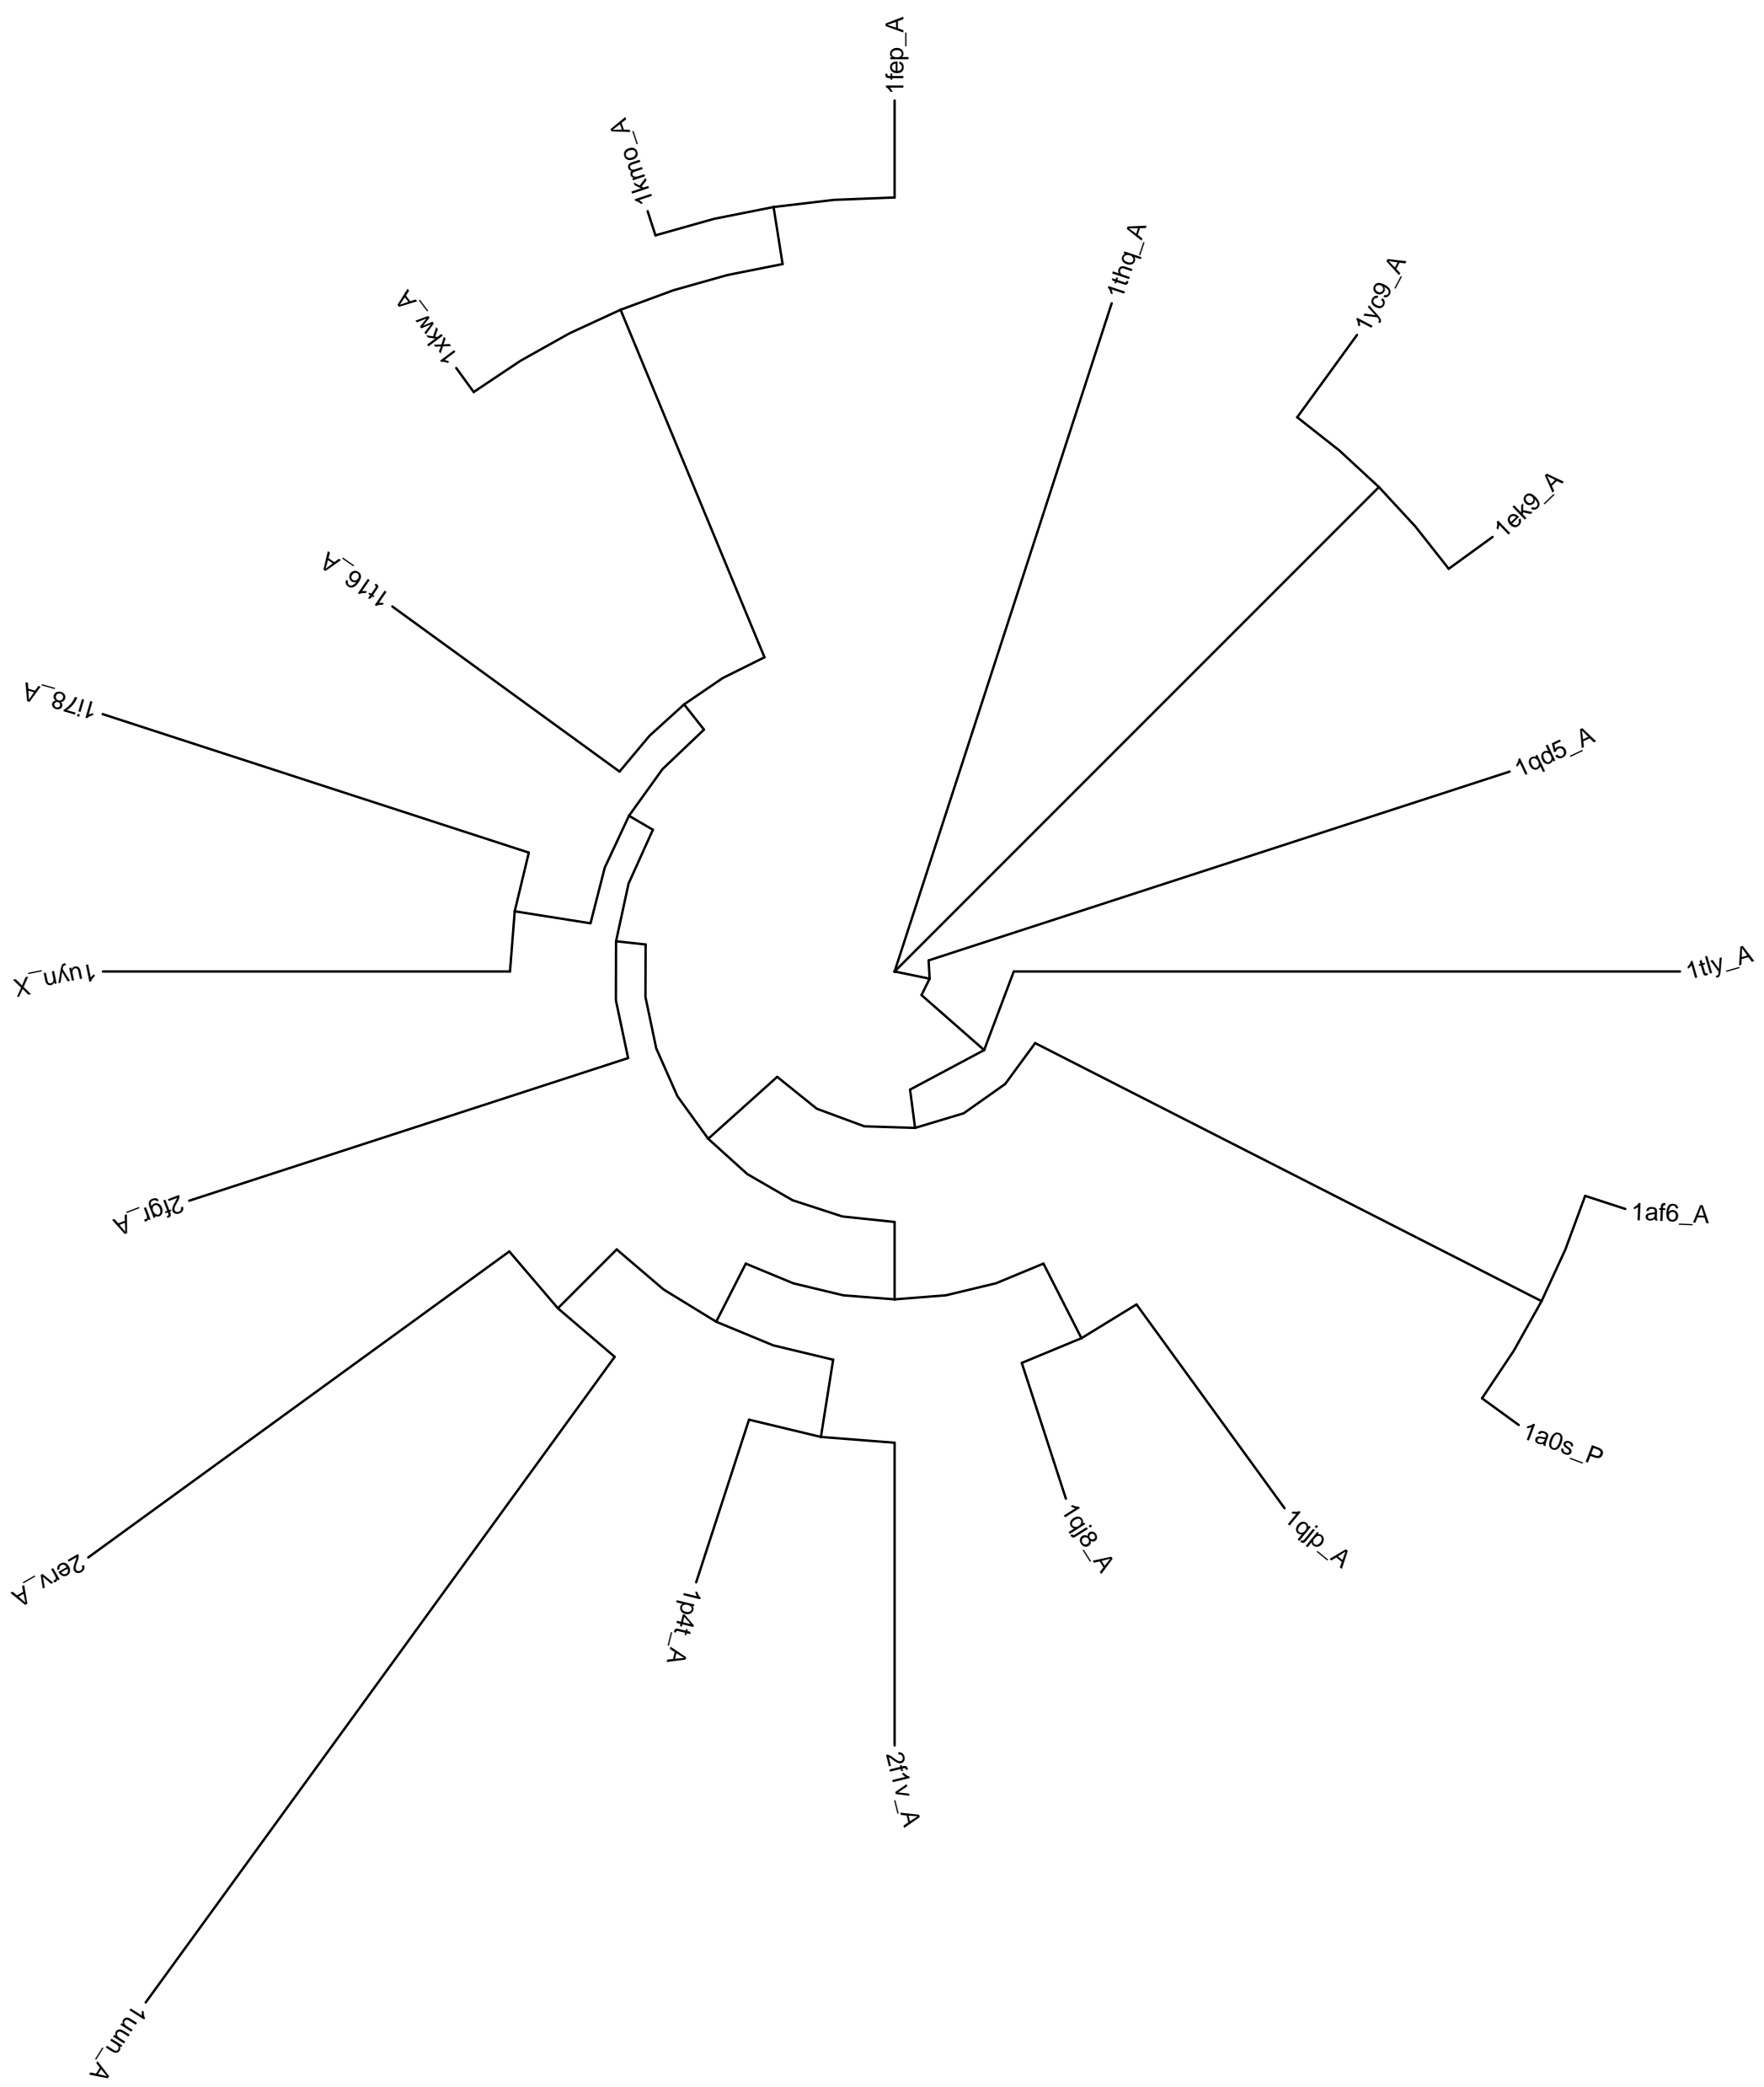 1fep_A
1kmo_A
1thq_A
1yc9_A
1xkw_A
1ek9_A
1t16_A
1i78_A
1qd5_A
1uyn_X
1tly_A
2fgr_A
1af6_A
1a0s_P
2erv_A
1qj8_A
1qjp_A
1p4t_A
2f1v_A
1uun_A